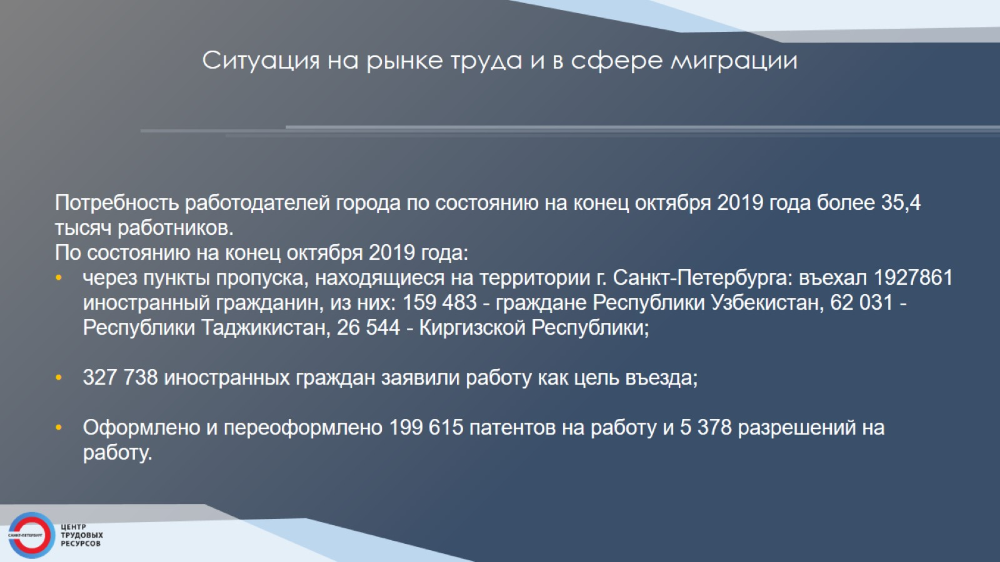 Ситуация на рынке труда и в сфере миграции
Потребность работодателей города по состоянию на конец октября 2019 года более 35,4
тысяч работников.
По состоянию на конец октября 2019 года:
• через пункты пропуска, находящиеся на территории г. Санкт-Петербурга: въехал 1927861
иностранный гражданин, из них: 159 483 - граждане Республики Узбекистан, 62 031 -
Республики Таджикистан, 26 544 - Киргизской Республики;
• 327 738 иностранных граждан заявили работу как цель въезда;
• Оформлено и переоформлено 199 615 патентов на работу и 5 378 разрешений на
работу.
САНКТ-ПЕТЕРБУРГ
ЦЕНТР
ТРУДОВЫХ
РЕСУРСОВ